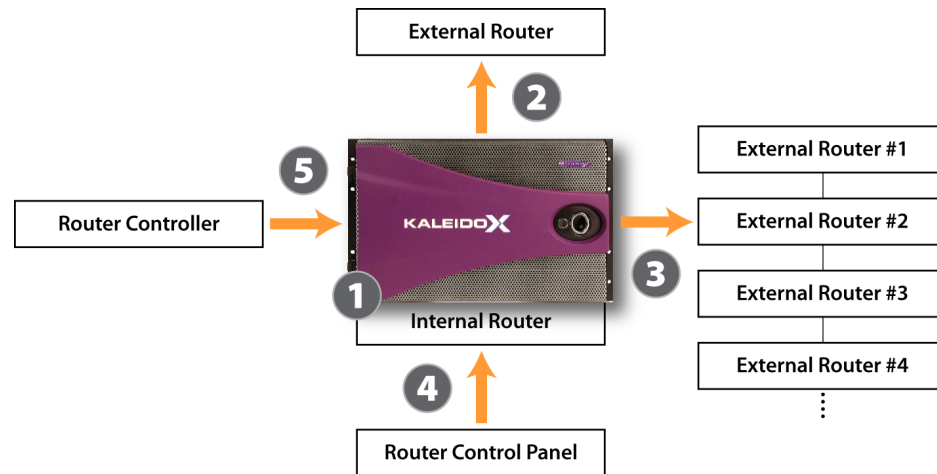 External Router
2
External Router #1
5
KALEIDOX
Router Controller
External Router #2
3
1
External Router #3
Internal Router
4
External Router #4
Router Control Panel